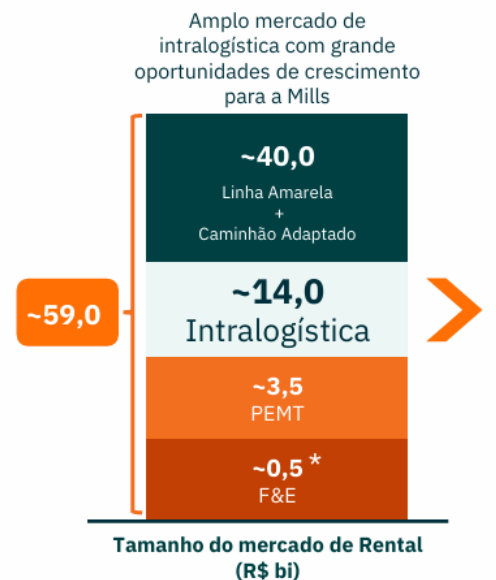 Amplo mercado de
intralogística com grande
oportunidades de crescimento
para a Mills
~40,0
Linha Amarela
+
Caminhão Adaptado
~14,0
Intralogística
~59,0
~3,5
PEMT
~0,5 *
F&E
Tamanho do mercado de Rental
(R$ bi)